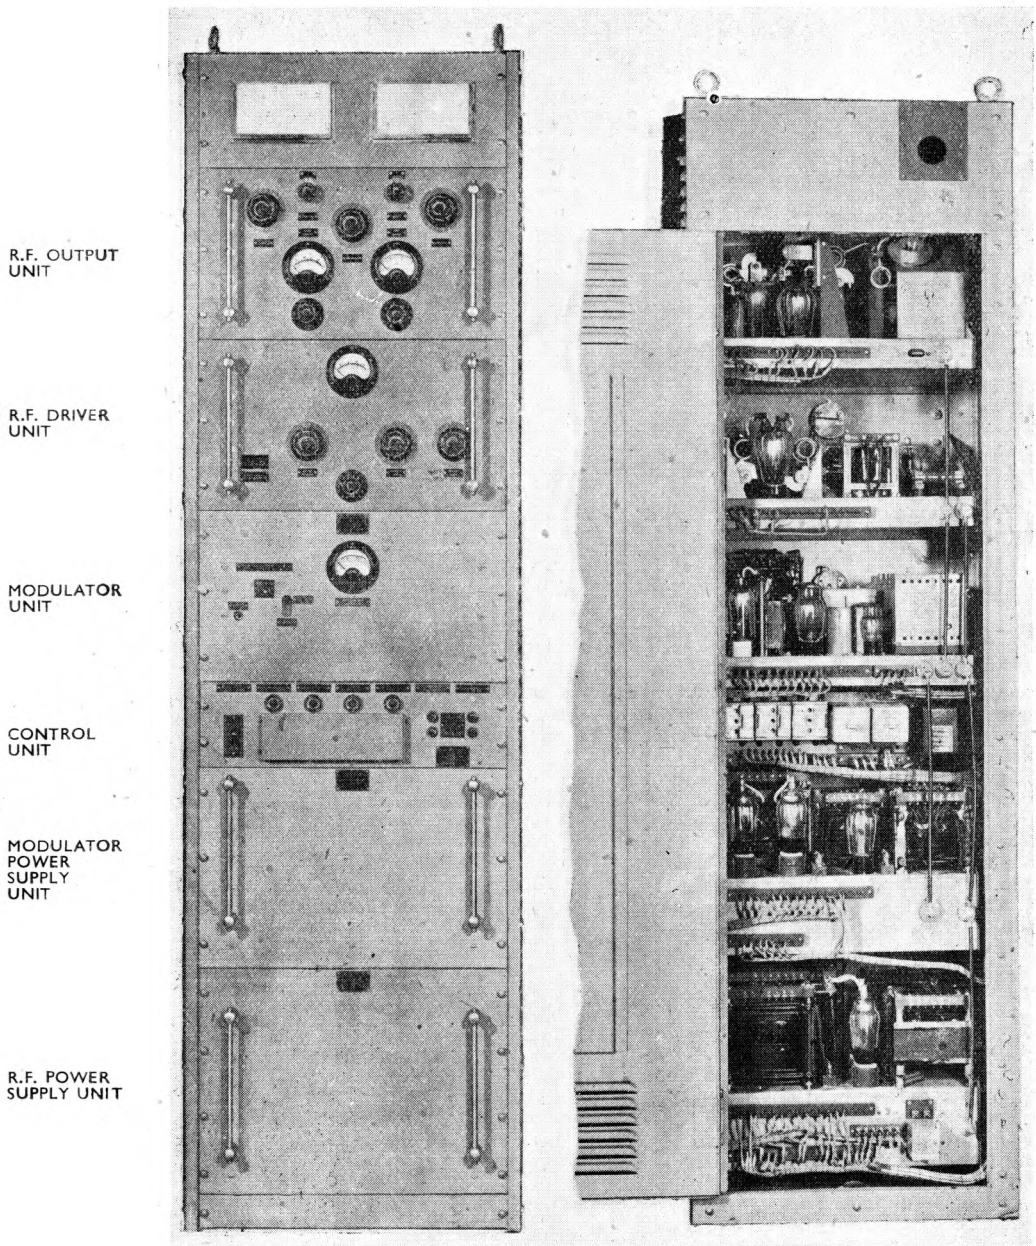 R.F. OUTPUT
UNIT
R.F. DRIVER
UNIT
MODULATOR
UNIT
CONTROL
UNIT
MODULATOR
POWER
SUPPLY
UNIT
R.F. POWER
SUPPLY UNIT